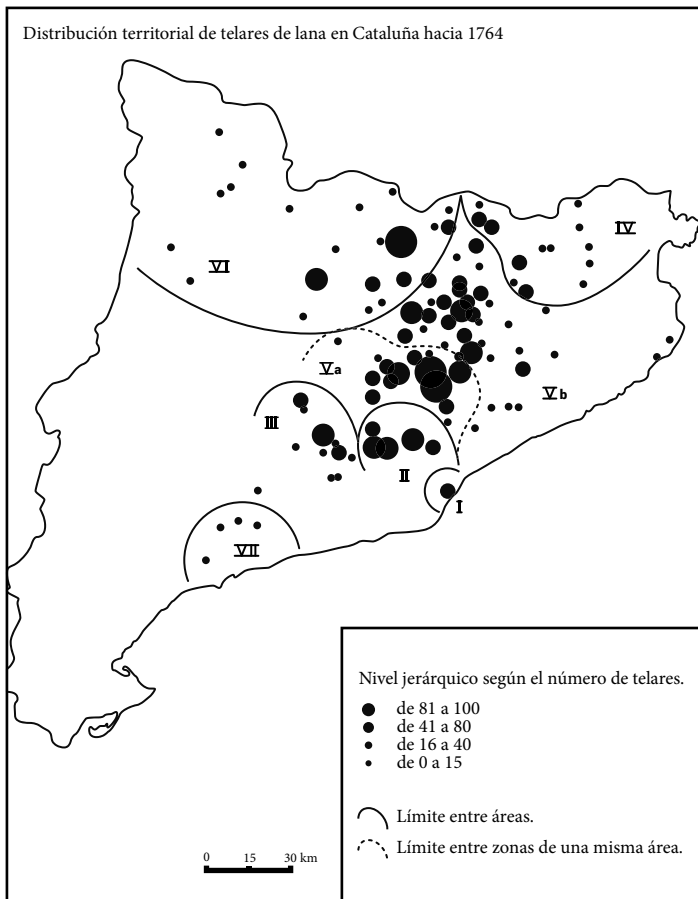 Distribución territorial de telares de lana en Cataluña hacia 1764
IV
VI
Va
Vb
III
II
I
VII
Nivel jerárquico según el número de telares.
de 81 a 100
de 41 a 80
de 16 a 40
de 0 a 15
Límite entre áreas.
Límite entre zonas de una misma área.
0 15 30 km